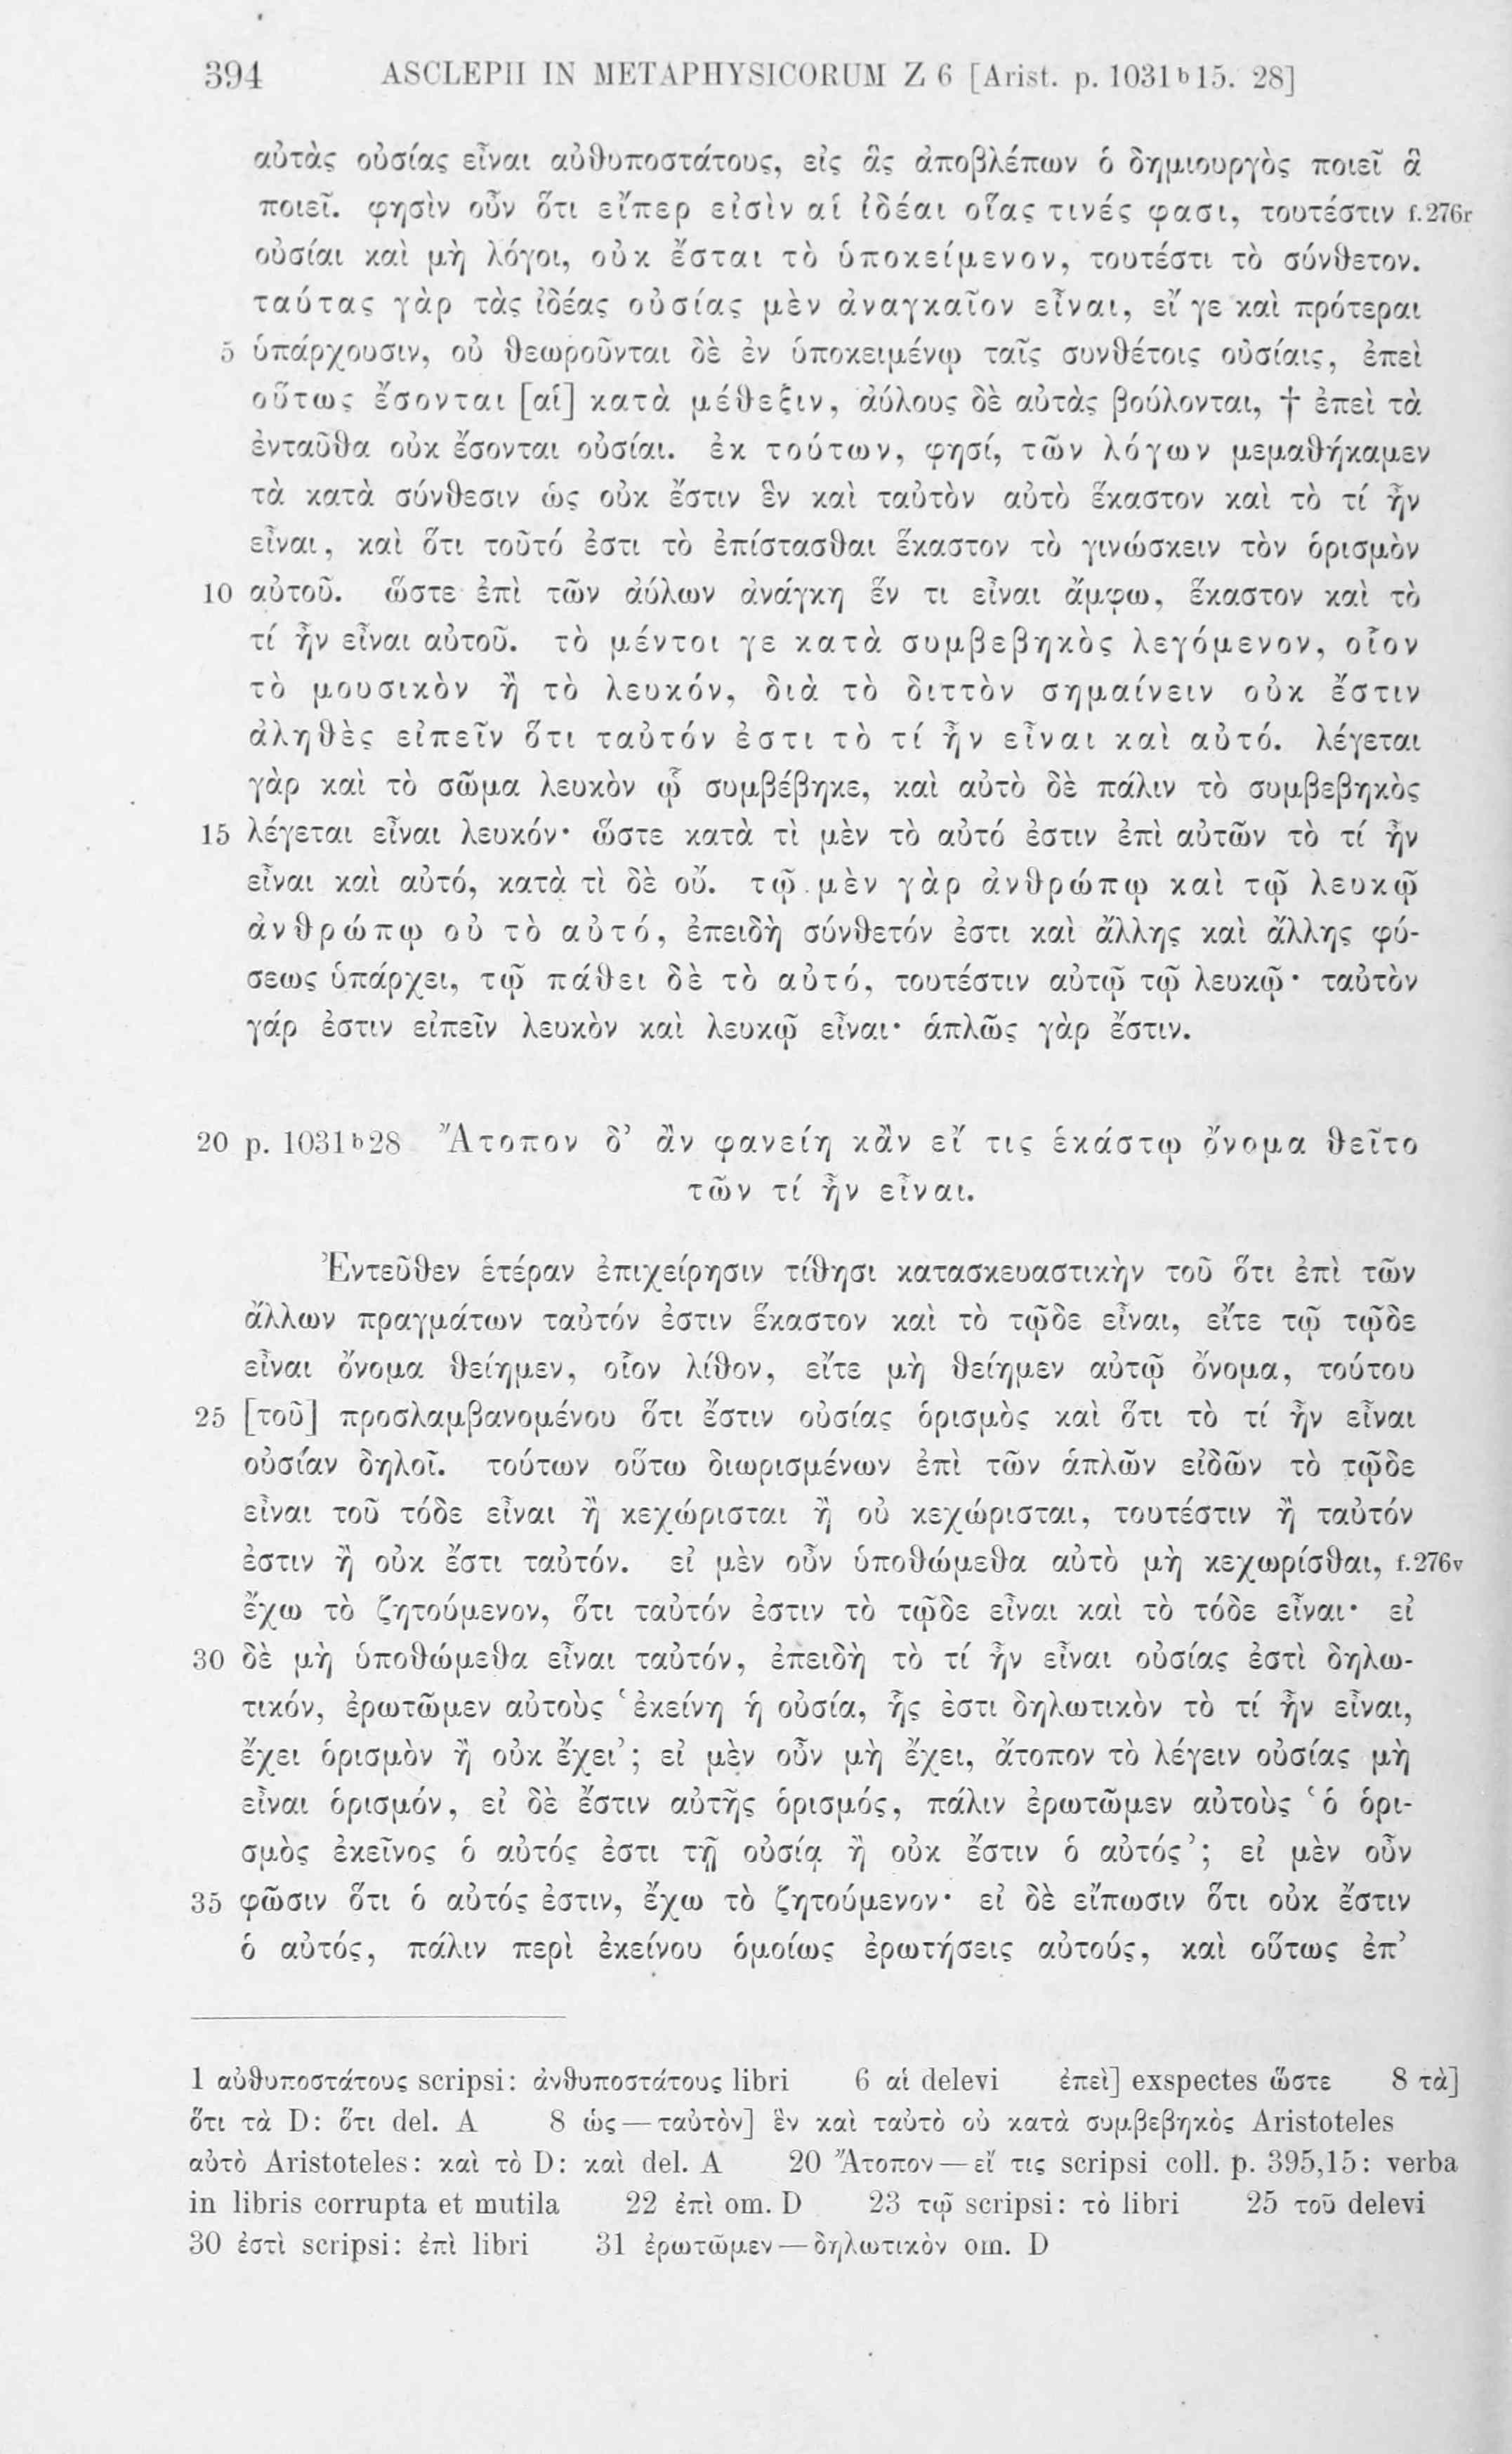 394 ASCLEPII IN METAPHYSICORUM Z 6 [Arist. p. 1031ᵇ15. 28]
αὐτὰς οὐσίας εἶναι αὐθυποστάτους, εἰς ἃς ἀποβλέπων ὁ δημιουργὸς ποιεῖ ἃ
ποιεῖ. φησὶν οὖν ὅτι εἴπερ εἰσὶν αἱ ἰδέαι οἵας τινές φασι, τουτέστιν f.276r
οὐσίαι καὶ μὴ λόγοι, οὐκ ἔσται τὸ ὑποκείμενον, τουτέστι τὸ σύνθετον.
ταύτας γὰρ τὰς ἰδέας οὐσίας μὲν ἀναγκαῖον εἶναι, εἴ γε καὶ πρότεραι
5 ὑπάρχουσιν, οὐ θεωροῦνται δὲ ἐν ὑποκειμένῳ ταῖς συνθέτοις οὐσίαις, ἐπεὶ
οὕτως ἔσονται [αἱ] κατὰ μέθεξιν, ἀύλους δὲ αὐτὰς βούλονται, † ἐπεὶ τὰ
ἐνταῦθα οὐκ ἔσονται οὐσίαι. ἐκ τούτων, φησί, τῶν λόγων μεμαθήκαμεν
τὰ κατὰ σύνθεσιν ὡς οὐκ ἔστιν ἓν καὶ ταὐτὸν αὐτὸ ἕκαστον καὶ τὸ τί ἦν
εἶναι, καὶ ὅτι τοῦτό ἐστι τὸ ἐπίστασθαι ἕκαστον τὸ γινώσκειν τὸν ὁρισμὸν
10 αὐτοῦ. ὥστε ἐπὶ τῶν ἀύλων ἀνάγκη ἕν τι εἶναι ἄμφω, ἕκαστον καὶ τὸ
τί ἦν εἶναι αὐτοῦ. τὸ μέντοι γε κατὰ συμβεβηκὸς λεγόμενον, οἷον
τὸ μουσικὸν ἢ τὸ λευκόν, διὰ τὸ διττὸν σημαίνειν οὐκ ἔστιν
ἀληθὲς εἰπεῖν ὅτι ταὐτόν ἐστι τὸ τί ἦν εἶναι καὶ αὐτό. λέγεται
γὰρ καὶ τὸ σῶμα λευκὸν ᾧ συμβέβηκε, καὶ αὐτὸ δὲ πάλιν τὸ συμβεβηκὸς
15 λέγεται εἶναι λευκόν· ὥστε κατὰ τὶ μὲν τὸ αὐτό ἐστιν ἐπὶ αὐτῶν τὸ τί ἦν
εἶναι καὶ αὐτό, κατὰ τὶ δὲ οὔ. τῷ μὲν γὰρ ἀνθρώπῳ καὶ τῷ λευκῷ
ἀνθρώπῳ οὐ τὸ αὐτό, ἐπειδὴ σύνθετόν ἐστι καὶ ἄλλης καὶ ἄλλης φύ-
σεως ὑπάρχει, τῷ πάθει δὲ τὸ αὐτό, τουτέστιν αὐτῷ τῷ λευκῷ· ταὐτὸν
γάρ ἐστιν εἰπεῖν λευκὸν καὶ λευκῷ εἶναι· ἁπλῶς γὰρ ἔστιν.
20 p. 1031ᵇ28 Ἄτοπον δ’ ἂν φανείη κἂν εἴ τις ἑκάστῳ ὄνομα θεῖτο
τῶν τί ἦν εἶναι.
Ἐντεῦθεν ἑτέραν ἐπιχείρησιν τίθησι κατασκευαστικὴν τοῦ ὅτι ἐπὶ τῶν
ἄλλων πραγμάτων ταὐτόν ἐστιν ἕκαστον καὶ τὸ τῷδε εἶναι, εἴτε τῷ τῷδε
εἶναι ὄνομα θείημεν, οἷον λίθον, εἴτε μὴ θείημεν αὐτῷ ὄνομα, τούτου
25 [τοῦ] προσλαμβανομένου ὅτι ἔστιν οὐσίας ὁρισμὸς καὶ ὅτι τὸ τί ἦν εἶναι
οὐσίαν δηλοῖ. τούτων οὕτω διωρισμένων ἐπὶ τῶν ἁπλῶν εἰδῶν τὸ τῷδε
εἶναι τοῦ τόδε εἶναι ἢ κεχώρισται ἢ οὐ κεχώρισται, τουτέστιν ἢ ταὐτόν
ἐστιν ἢ οὐκ ἔστι ταὐτόν. εἰ μὲν οὖν ὑποθώμεθα αὐτὸ μὴ κεχωρίσθαι, f.276v
ἔχω τὸ ζητούμενον, ὅτι ταὐτόν ἐστιν τὸ τῷδε εἶναι καὶ τὸ τόδε εἶναι· εἰ
30 δὲ μὴ ὑποθώμεθα εἶναι ταὐτόν, ἐπειδὴ τὸ τί ἦν εἶναι οὐσίας ἐστὶ δηλω-
τικόν, ἐρωτῶμεν αὐτοὺς ‘ἐκείνη ἡ οὐσία, ἧς ἐστι δηλωτικὸν τὸ τί ἦν εἶναι,
ἔχει ὁρισμὸν ἢ οὐκ ἔχει’; εἰ μὲν οὖν μὴ ἔχει, ἄτοπον τὸ λέγειν οὐσίας μὴ
εἶναι ὁρισμόν, εἰ δὲ ἔστιν αὐτῆς ὁρισμός, πάλιν ἐρωτῶμεν αὐτοὺς ‘ὁ ὁρι-
σμὸς ἐκεῖνος ὁ αὐτός ἐστι τῇ οὐσίᾳ ἢ οὐκ ἔστιν ὁ αὐτός’; εἰ μὲν οὖν
35 φῶσιν ὅτι ὁ αὐτός ἐστιν, ἔχω τὸ ζητούμενον· εἰ δὲ εἴπωσιν ὅτι οὐκ ἔστιν
ὁ αὐτός, πάλιν περὶ ἐκείνου ὁμοίως ἐρωτήσεις αὐτούς, καὶ οὕτως ἐπ’
1 αὐθυποστάτους scripsi: ἀνθυποστάτους libri 6 αἱ delevi ἐπεὶ] exspectes ὥστε 8 τὰ]
ὅτι τὰ D: ὅτι del. A 8 ὡς — ταὐτὸν] ἓν καὶ ταὐτὸ οὐ κατὰ συμβεβηκὸς Aristoteles
αὐτὸ Aristoteles: καὶ τὸ D: καὶ del. A 20 Ἄτοπον — εἴ τις scripsi coll. p. 395,15: verba
in libris corrupta et mutila 22 ἐπὶ om. D 23 τῷ scripsi: τὸ libri 25 τοῦ delevi
30 ἐστὶ scripsi: ἐπὶ libri 31 ἐρωτῶμεν — δηλωτικὸν om. D